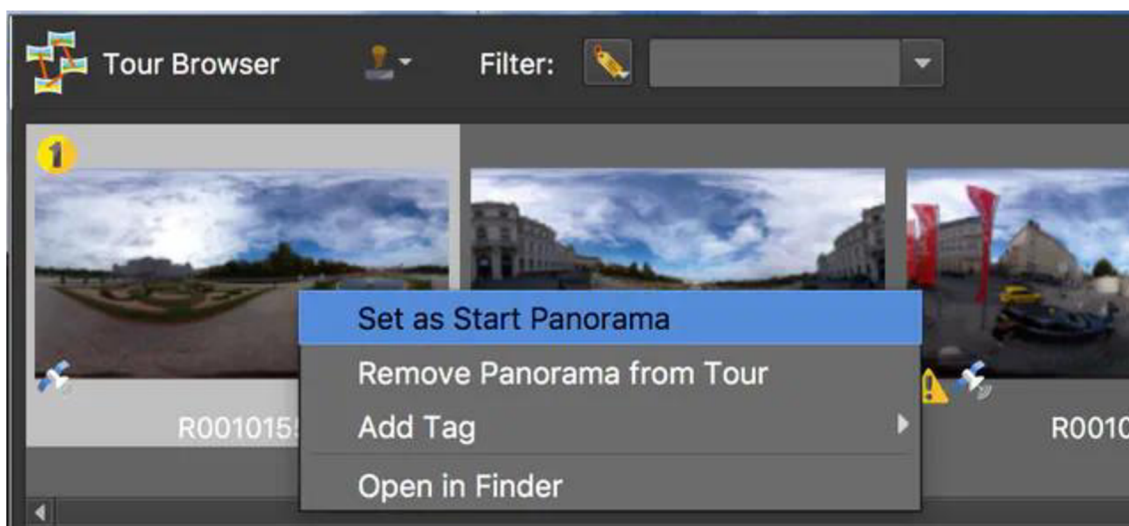 Tour Browser
Filter:
1
Set as Start Panorama
Remove Panorama from Tour
Add Tag
Open in Finder